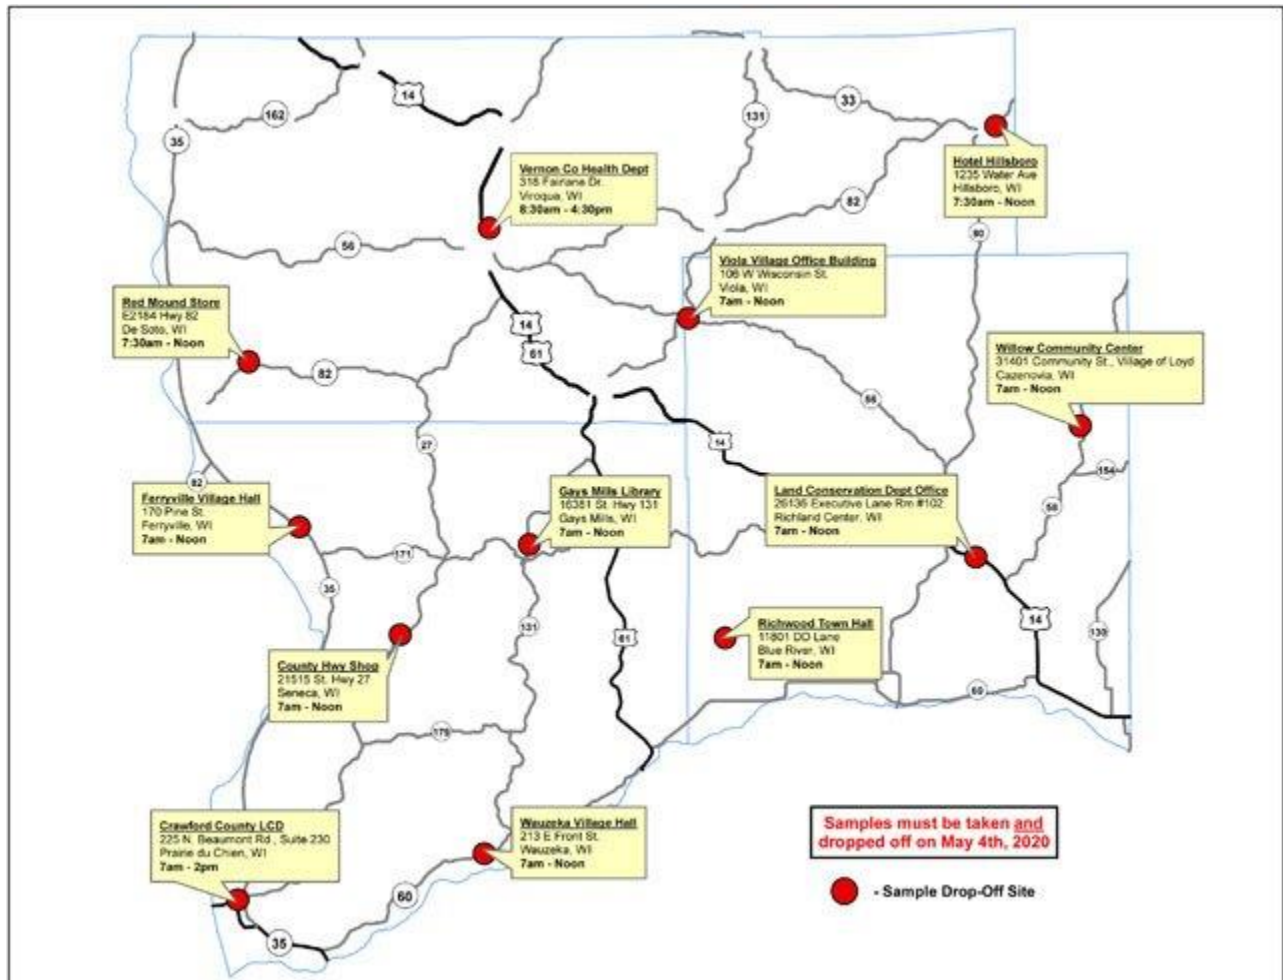 14
162
33
131
35
Vernon Co Health Dept
318 Fairlane Dr.
Viroqua, WI
8:30am - 4:30pm
Hotel Hillsboro
1235 Water Ave
Hillsboro, WI
7:30am - Noon
82
56
80
Viola Village Office Building
106 W Wisconsin St.
Viola, WI
7am - Noon
Red Mound Store
E2184 Hwy 82
De Soto, WI
7:30am - Noon
14
61
82
Willow Community Center
31401 Community St., Village of Loyd
Cazenovia, WI
7am - Noon
56
27
14
154
82
Ferryville Village Hall
170 Pine St.
Ferryville, WI
7am - Noon
Gays Mills Library
16381 St. Hwy 131
Gays Mills, WI
7am - Noon
Land Conservation Dept Office
26136 Executive Lane Rm #102
Richland Center, WI
7am - Noon
58
171
35
131
61
Richwood Town Hall
11801 DD Lane
Blue River, WI
7am - Noon
14
130
County Hwy Shop
21515 St. Hwy 27
Seneca, WI
7am - Noon
60
179
Crawford County LCD
225 N. Beaumont Rd., Suite 230
Prairie du Chien, WI
7am - 2pm
Wauzeka Village Hall
213 E Front St.
Wauzeka, WI
7am - Noon
60
35
Samples must be taken and
dropped off on May 4th, 2020
- Sample Drop-Off Site